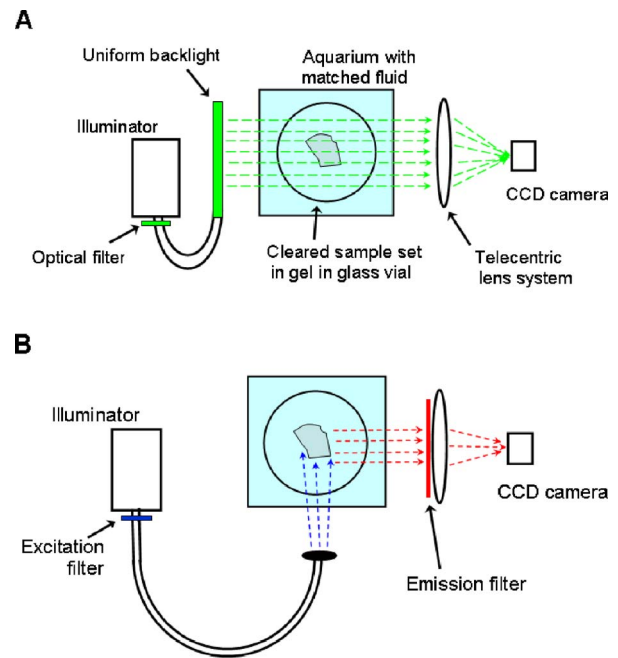 A
Uniform backlight
Aquarium with
matched fluid
Illuminator
CCD camera
Optical filter
Cleared sample set
in gel in glass vial
Telecentric
lens system
B
Illuminator
CCD camera
Excitation
filter
Emission filter